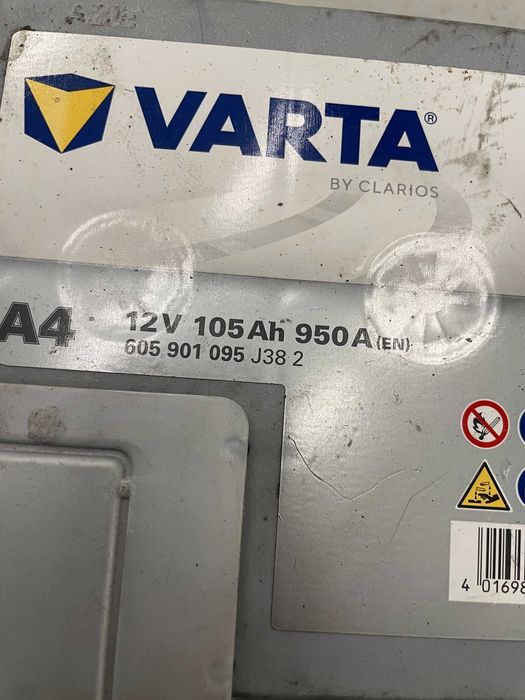 VARTA®
BY CLARIOS
A4 12V 105Ah 950A (EN)
605 901 095 J38 2
4 01698